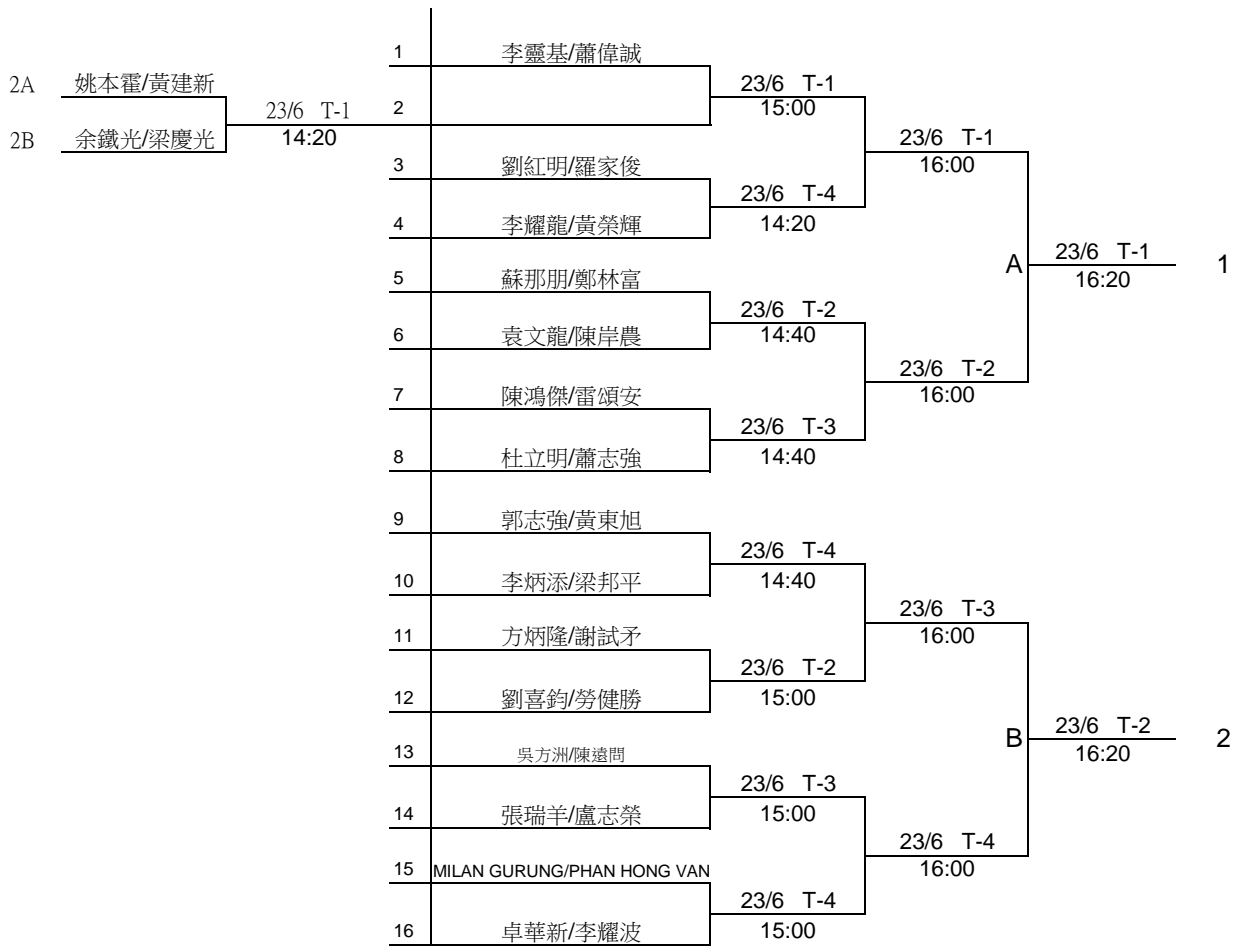 1 李靈基/蕭偉誠
2A 姚本霍/黃建新
23/6 T-1
15:00
23/6 T-1
14:20
2
2B 余鐵光/梁慶光
23/6 T-1
16:00
3 劉紅明/羅家俊
23/6 T-4
14:20
4 李耀龍/黃榮輝
A
23/6 T-1
16:20
1
5 蘇那朋/鄭林富
23/6 T-2
14:40
6 袁文龍/陳岸農
23/6 T-2
16:00
7 陳鴻傑/雷頌安
23/6 T-3
14:40
8 杜立明/蕭志強
9 郭志強/黃東旭
23/6 T-4
14:40
10 李炳添/梁邦平
23/6 T-3
16:00
11 方炳隆/謝試矛
23/6 T-2
15:00
12 劉喜鈞/勞健勝
B
23/6 T-2
16:20
2
13 吳方洲/陳遠問
23/6 T-3
15:00
14 張瑞羊/盧志榮
23/6 T-4
16:00
15 MILAN GURUNG/PHAN HONG VAN
23/6 T-4
15:00
16 卓華新/李耀波